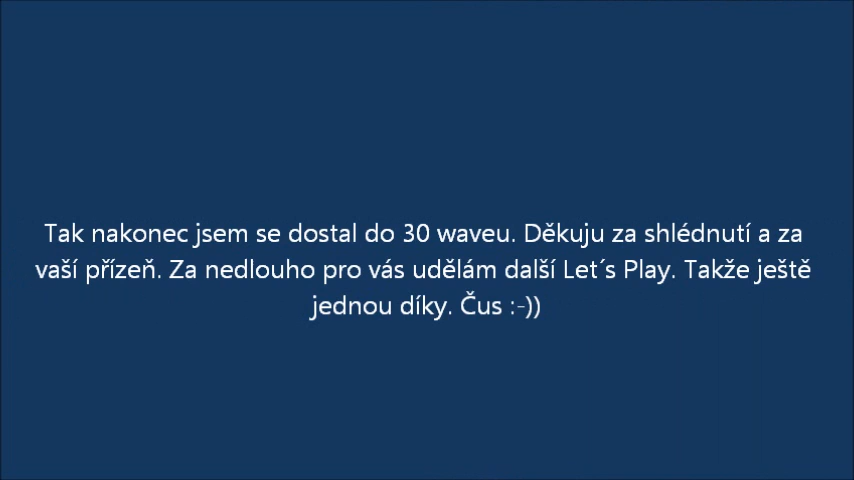 Tak nakonec jsem se dostal do 30 waveu. Děkuju za shlédnutí a za
vaší přízeň. Za nedlouho pro vás udělám další Let´s Play. Takže ještě
jednou díky. Čus :-))